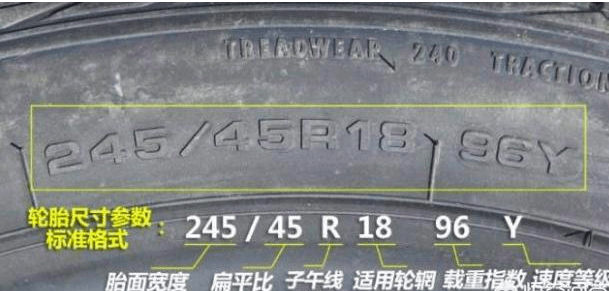 TREADWEAR 240 TRACTION
245/45R18 96Y
轮胎尺寸参数
标准格式 : 245 / 45 R 18 96 Y
胎面宽度 扁平比 子午线 适用轮辋 载重指数 速度等级